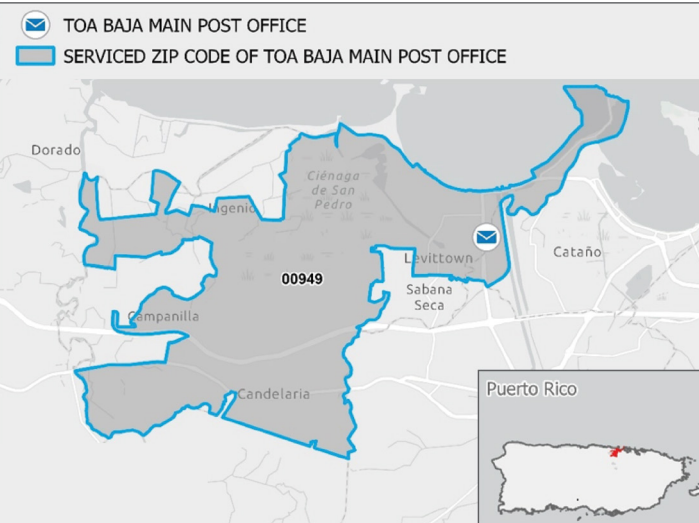 TOA BAJA MAIN POST OFFICE
SERVICED ZIP CODE OF TOA BAJA MAIN POST OFFICE
Dorado
Ciénaga
de San
Pedro
Ingenio
Levittown
Cataño
00949
Sabana
Seca
Campanilla
Candelaria
Puerto Rico